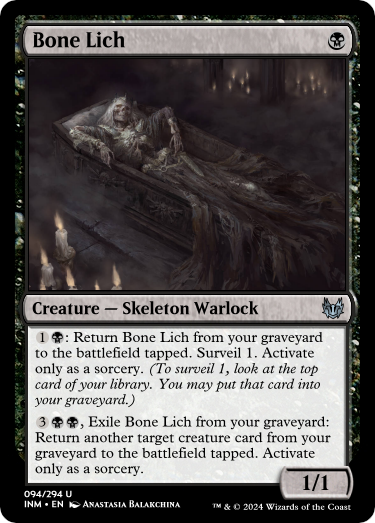 Bone Lich
Creature — Skeleton Warlock
1: Return Bone Lich from your graveyard
to the battlefield tapped. Surveil 1. Activate
only as a sorcery. (To surveil 1, look at the top
card of your library. You may put that card into
your graveyard.)
3, Exile Bone Lich from your graveyard:
Return another target creature card from your
graveyard to the battlefield tapped. Activate
only as a sorcery.
1/1
094/294 U
INM • EN Anastasia Balakchina
™ & © 2024 Wizards of the Coast